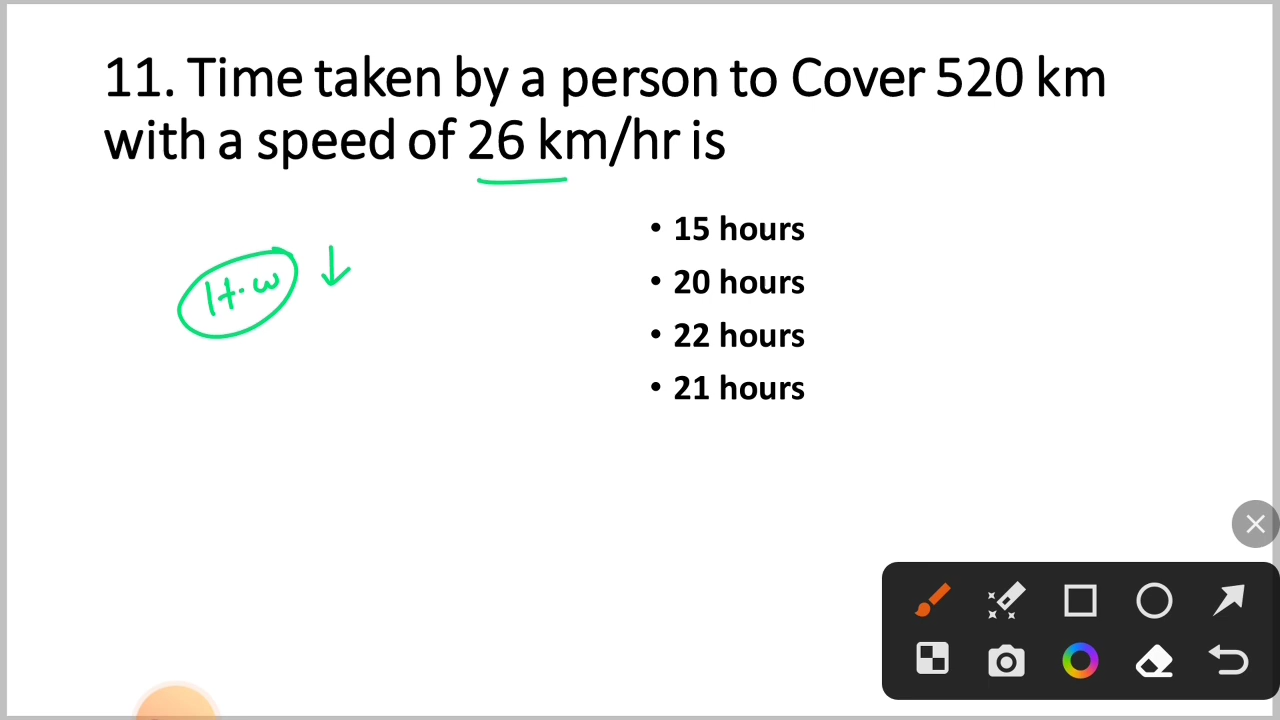 11. Time taken by a person to Cover 520 km
with a speed of 26 km/hr is
• 15 hours
H.w
• 20 hours
• 22 hours
• 21 hours